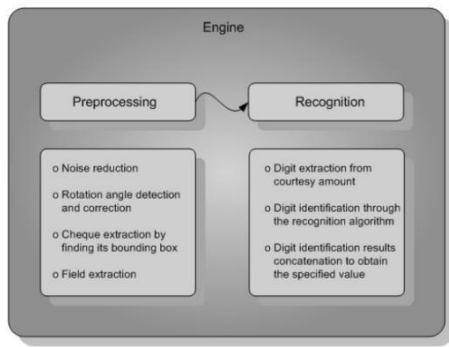 Engine
Preprocessing
Recognition
o Noise reduction
o Rotation angle detection
and correction
o Cheque extraction by
finding its bounding box
o Field extraction
o Digit extraction from
courtesy amount
o Digit identification through
the recognition algorithm
o Digit identification results
concatenation to obtain
the specified value